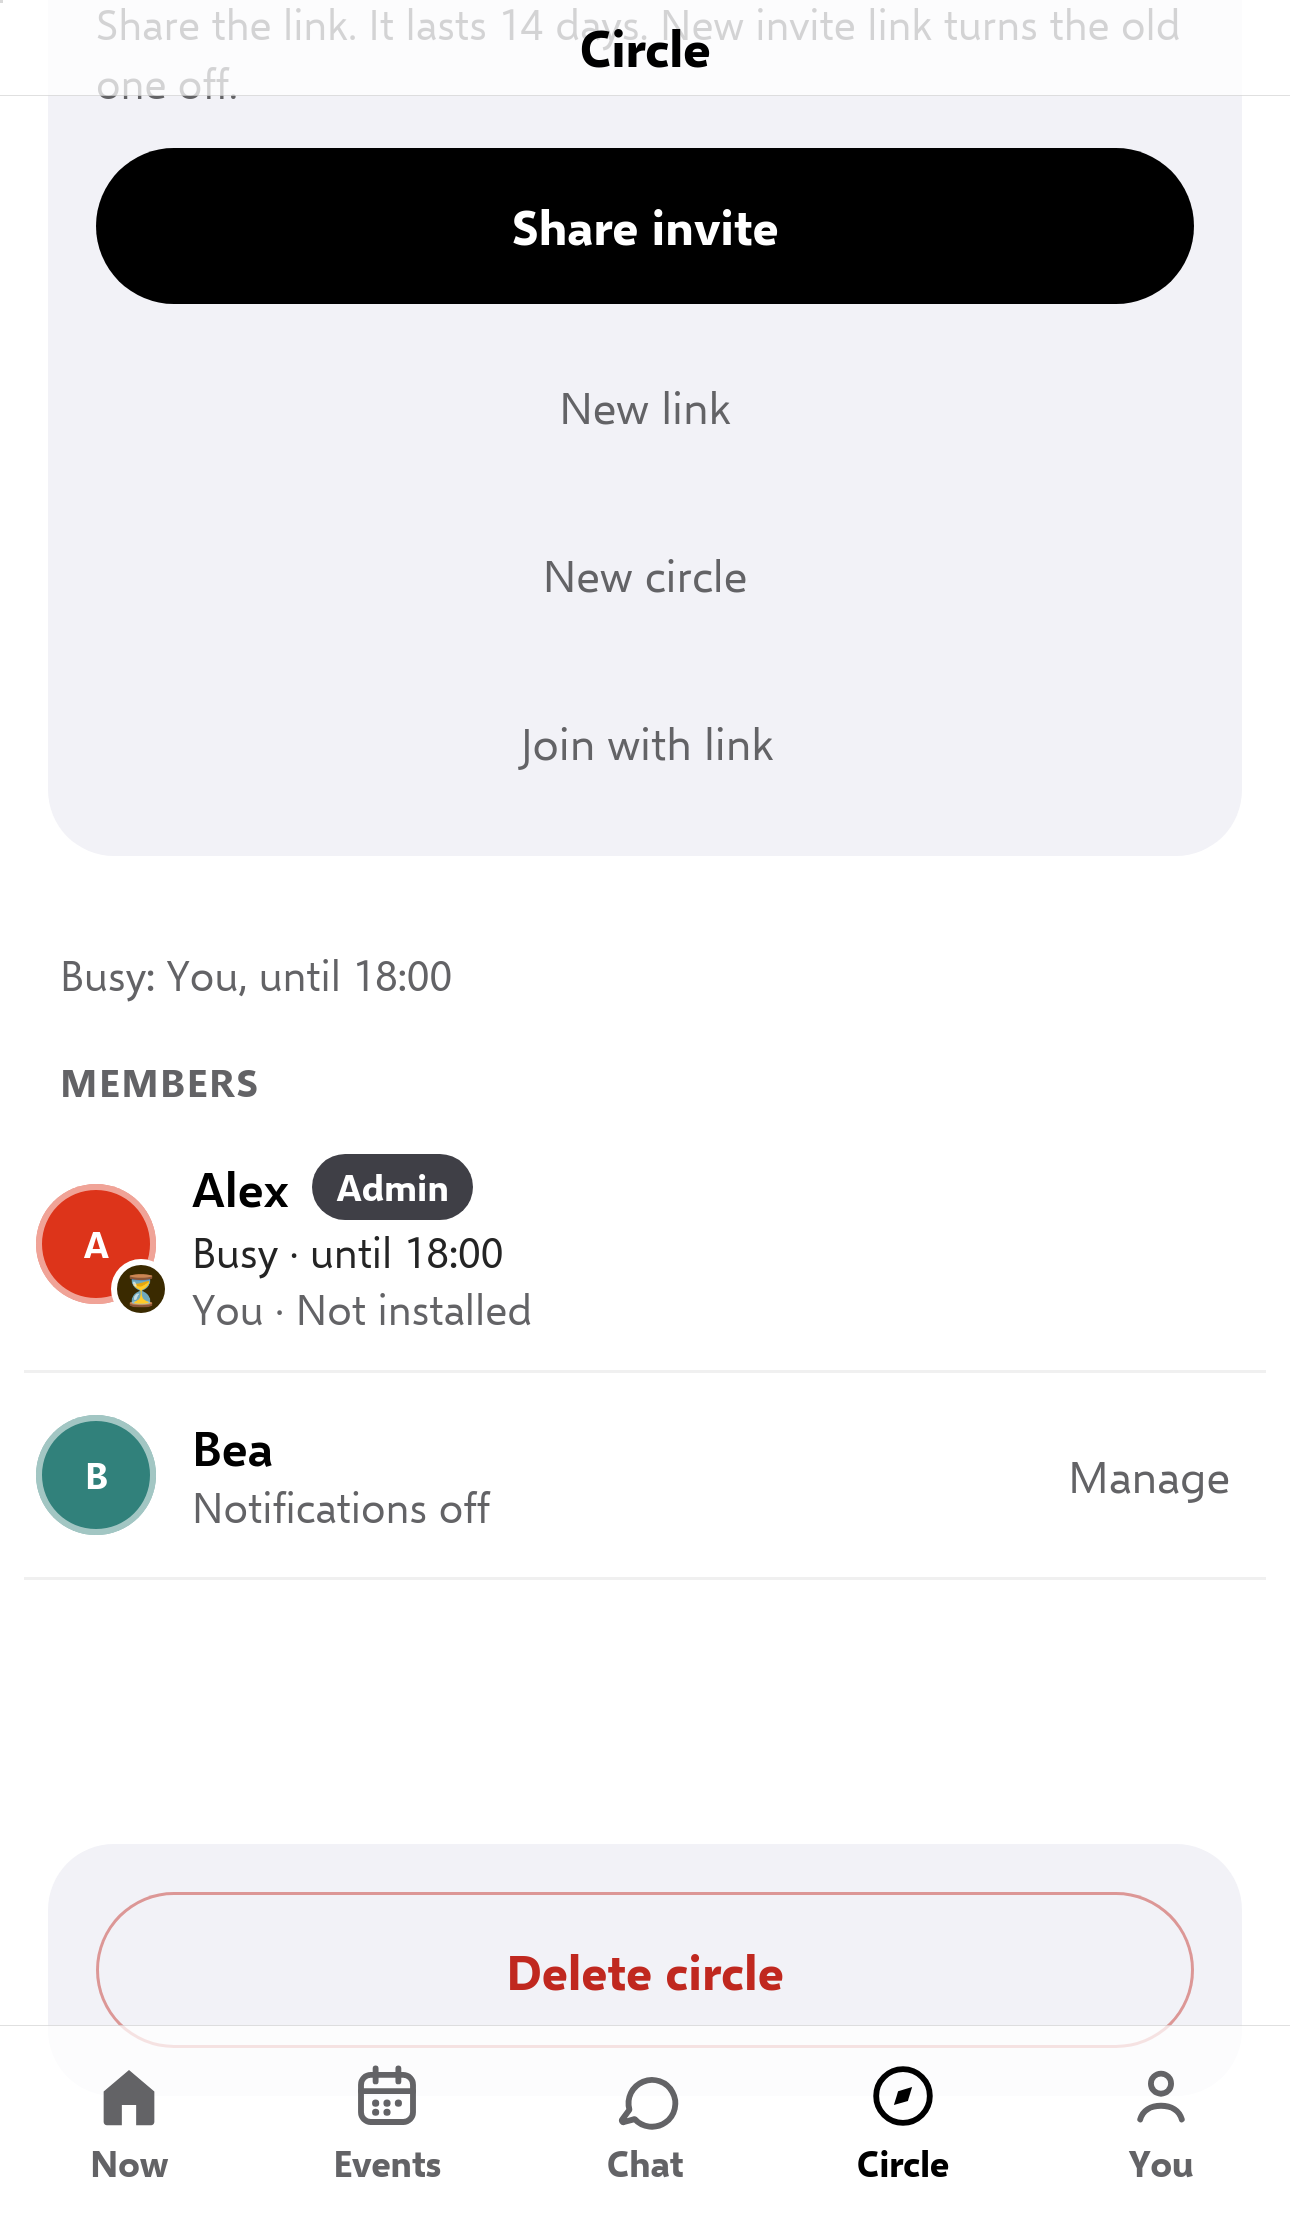 Share the link. It lasts 14 days. New invite link turns the old
one off.
Circle
Share invite
New link
New circle
Join with link
Busy: You, until 18:00
MEMBERS
A
Alex Admin
Busy · until 18:00
You · Not installed
B
Bea
Notifications off
Manage
Delete circle
Now Events Chat Circle You